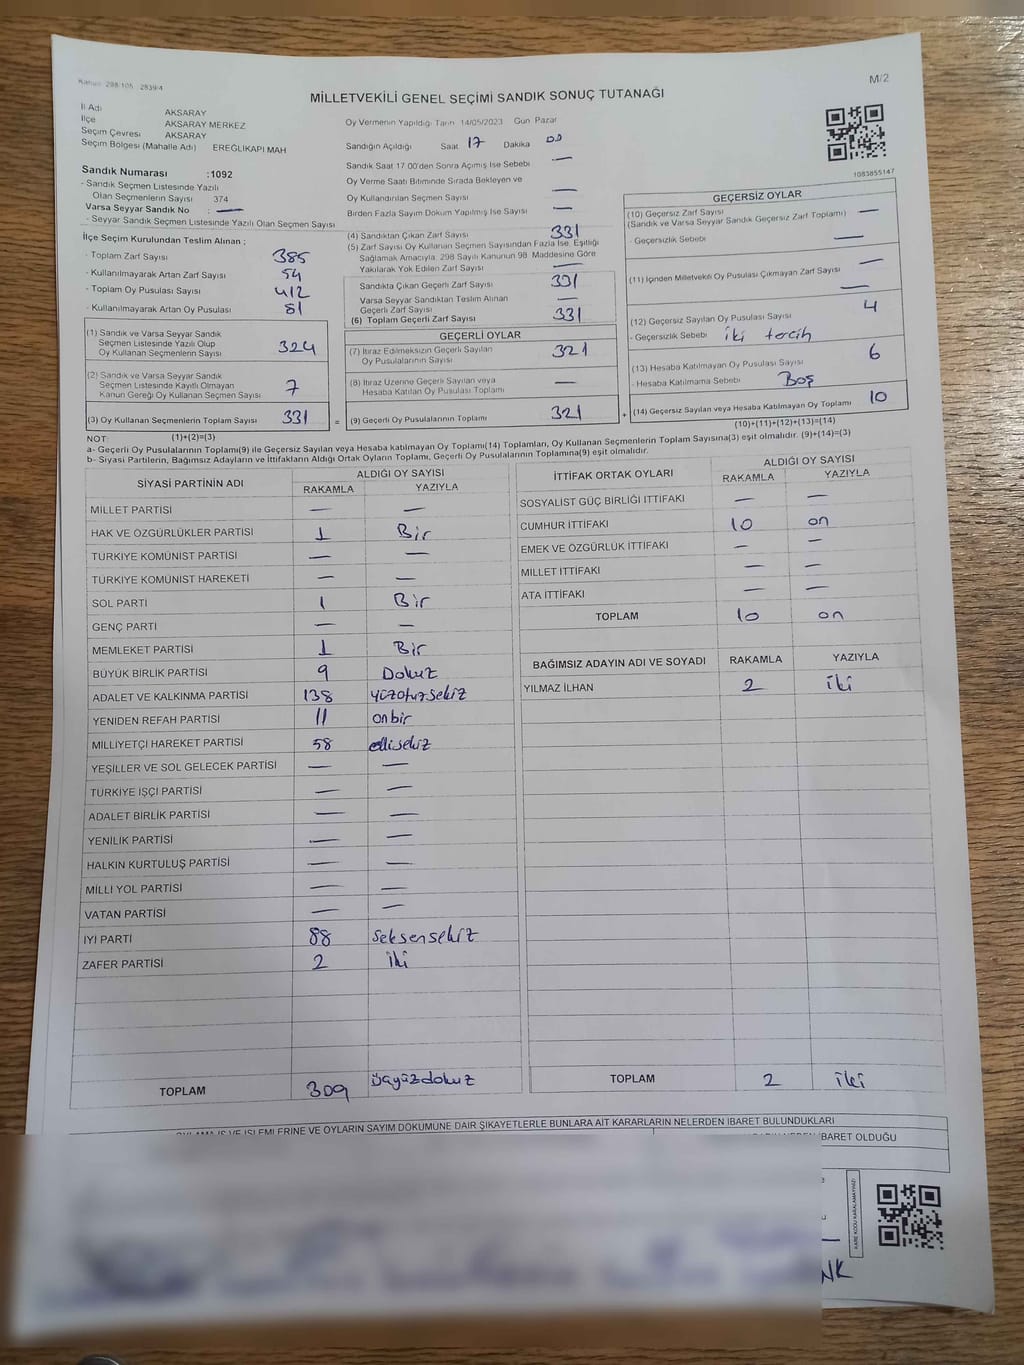 Kanun: 298/105 2839/4
M/2
MİLLETVEKİLİ GENEL SEÇİMİ SANDIK SONUÇ TUTANAĞI
İl Adı AKSARAY
İlçe AKSARAY MERKEZ
Seçim Çevresi AKSARAY
Seçim Bölgesi (Mahalle Adı) EREĞLİKAPI MAH
Sandık Numarası :1092
- Sandık Seçmen Listesinde Yazılı
Olan Seçmenlerin Sayısı 374
Varsa Seyyar Sandık No : —
- Seyyar Sandık Seçmen Listesinde Yazılı Olan Seçmen Sayısı
Oy Vermenin Yapıldığı Tarih 14/05/2023 Gün Pazar
Sandığın Açıldığı Saat 17 Dakika 00
Sandık Saat 17.00'den Sonra Açımış İse Sebebi —
Oy Verme Saati Bitiminde Sırada Bekleyen ve
Oy Kullandırılan Seçmen Sayısı —
Birden Fazla Sayım Döküm Yapılmış İse Sayısı —
1083855147
İlçe Seçim Kurulundan Teslim Alınan ;
- Toplam Zarf Sayısı 385
- Kullanılmayarak Artan Zarf Sayısı 54
- Toplam Oy Pusulası Sayısı 412
- Kullanılmayarak Artan Oy Pusulası 81
(1) Sandık ve Varsa Seyyar Sandık
Seçmen Listesinde Yazılı Olup
Oy Kullanan Seçmenlerin Sayısı 324
(2) Sandık ve Varsa Seyyar Sandık
Seçmen Listesinde Kayıtlı Olmayan
Kanun Gereği Oy Kullanan Seçmen Sayısı 7
(3) Oy Kullanan Seçmenlerin Toplam Sayısı 331 =
(4) Sandıktan Çıkan Zarf Sayısı 331
(5) Zarf Sayısı Oy Kullanan Seçmen Sayısından Fazla İse, Eşitliği
Sağlamak Amacıyla, 298 Sayılı Kanunun 98. Maddesine Göre
Yakılarak Yok Edilen Zarf Sayısı —
Sandıkta Çıkan Geçerli Zarf Sayısı 331
Varsa Seyyar Sandıktan Teslim Alınan
Geçerli Zarf Sayısı —
(6) Toplam Geçerli Zarf Sayısı 331
GEÇERLİ OYLAR
(7) İtiraz Edilmeksizin Geçerli Sayılan
Oy Pusulalarının Sayısı 321
(8) İtiraz Üzerine Geçerli Sayılan veya
Hesaba Katılan Oy Pusulası Toplamı —
(9) Geçerli Oy Pusulalarının Toplamı 321 +
GEÇERSİZ OYLAR
(10) Geçersiz Zarf Sayısı —
(Sandık ve Varsa Seyyar Sandık Geçersiz Zarf Toplamı)
- Geçersizlik Sebebi —
(11) İçinden Milletvekili Oy Pusulası Çıkmayan Zarf Sayısı —
—
(12) Geçersiz Sayılan Oy Pusulası Sayısı 4
- Geçersizlik Sebebi iki tercih
(13) Hesaba Katılmayan Oy Pusulası Sayısı 6
- Hesaba Katılmama Sebebi Boş
(14) Geçersiz Sayılan veya Hesaba Katılmayan Oy Toplamı 10
NOT: (1)+(2)=(3) (10)+(11)+(12)+(13)=(14)
a- Geçerli Oy Pusulalarının Toplamı(9) ile Geçersiz Sayılan veya Hesaba katılmayan Oy Toplamı(14) Toplamları, Oy Kullanan Seçmenlerin Toplam Sayısına(3) eşit olmalıdır. (9)+(14)=(3)
b- Siyasi Partilerin, Bağımsız Adayların ve İttifakların Aldığı Ortak Oyların Toplamı, Geçerli Oy Pusulalarının Toplamına(9) eşit olmalıdır.
SİYASİ PARTİNİN ADI ALDIĞI OY SAYISI
RAKAMLA YAZIYLA
MİLLET PARTİSİ — —
HAK VE ÖZGÜRLÜKLER PARTİSİ 1 Bir
TÜRKİYE KOMÜNİST PARTİSİ — —
TÜRKİYE KOMÜNİST HAREKETİ — —
SOL PARTİ 1 Bir
GENÇ PARTİ — —
MEMLEKET PARTİSİ 1 Bir
BÜYÜK BİRLİK PARTİSİ 9 Dokuz
ADALET VE KALKINMA PARTİSİ 138 yüzotuzsekiz
YENİDEN REFAH PARTİSİ 11 onbir
MİLLİYETÇİ HAREKET PARTİSİ 58 ellisekiz
YEŞİLLER VE SOL GELECEK PARTİSİ — —
TÜRKİYE İŞÇİ PARTİSİ — —
ADALET BİRLİK PARTİSİ — —
YENİLİK PARTİSİ — —
HALKIN KURTULUŞ PARTİSİ — —
MİLLİ YOL PARTİSİ — —
VATAN PARTİSİ — —
İYİ PARTİ 88 seksensekiz
ZAFER PARTİSİ 2 iki
TOPLAM 309 üçyüzdokuz
İTTİFAK ORTAK OYLARI ALDIĞI OY SAYISI
RAKAMLA YAZIYLA
SOSYALİST GÜÇ BİRLİĞİ İTTİFAKI — —
CUMHUR İTTİFAKI 10 on
EMEK VE ÖZGÜRLÜK İTTİFAKI — —
MİLLET İTTİFAKI — —
ATA İTTİFAKI — —
TOPLAM 10 on
BAĞIMSIZ ADAYIN ADI VE SOYADI RAKAMLA YAZIYLA
YILMAZ İLHAN 2 iki
TOPLAM 2 iki
OYLAMA İŞ VE İŞLEMLERİNE VE OYLARIN SAYIM DÖKÜMÜNE DAİR ŞİKAYETLERLE BUNLARA AİT KARARLARIN NELERDEN İBARET BULUNDUKLARI
İBARET OLDUĞU
KARE KODU KARALAMAYINIZ!